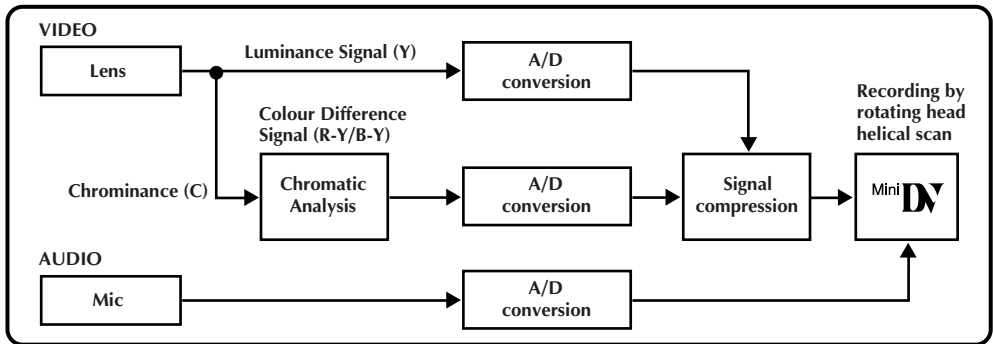 VIDEO
Lens
Luminance Signal (Y)
A/D
conversion
Colour Difference
Signal (R-Y/B-Y)
Chrominance (C)
Chromatic
Analysis
A/D
conversion
Signal
compression
Recording by
rotating head
helical scan
Mini DV
AUDIO
Mic
A/D
conversion